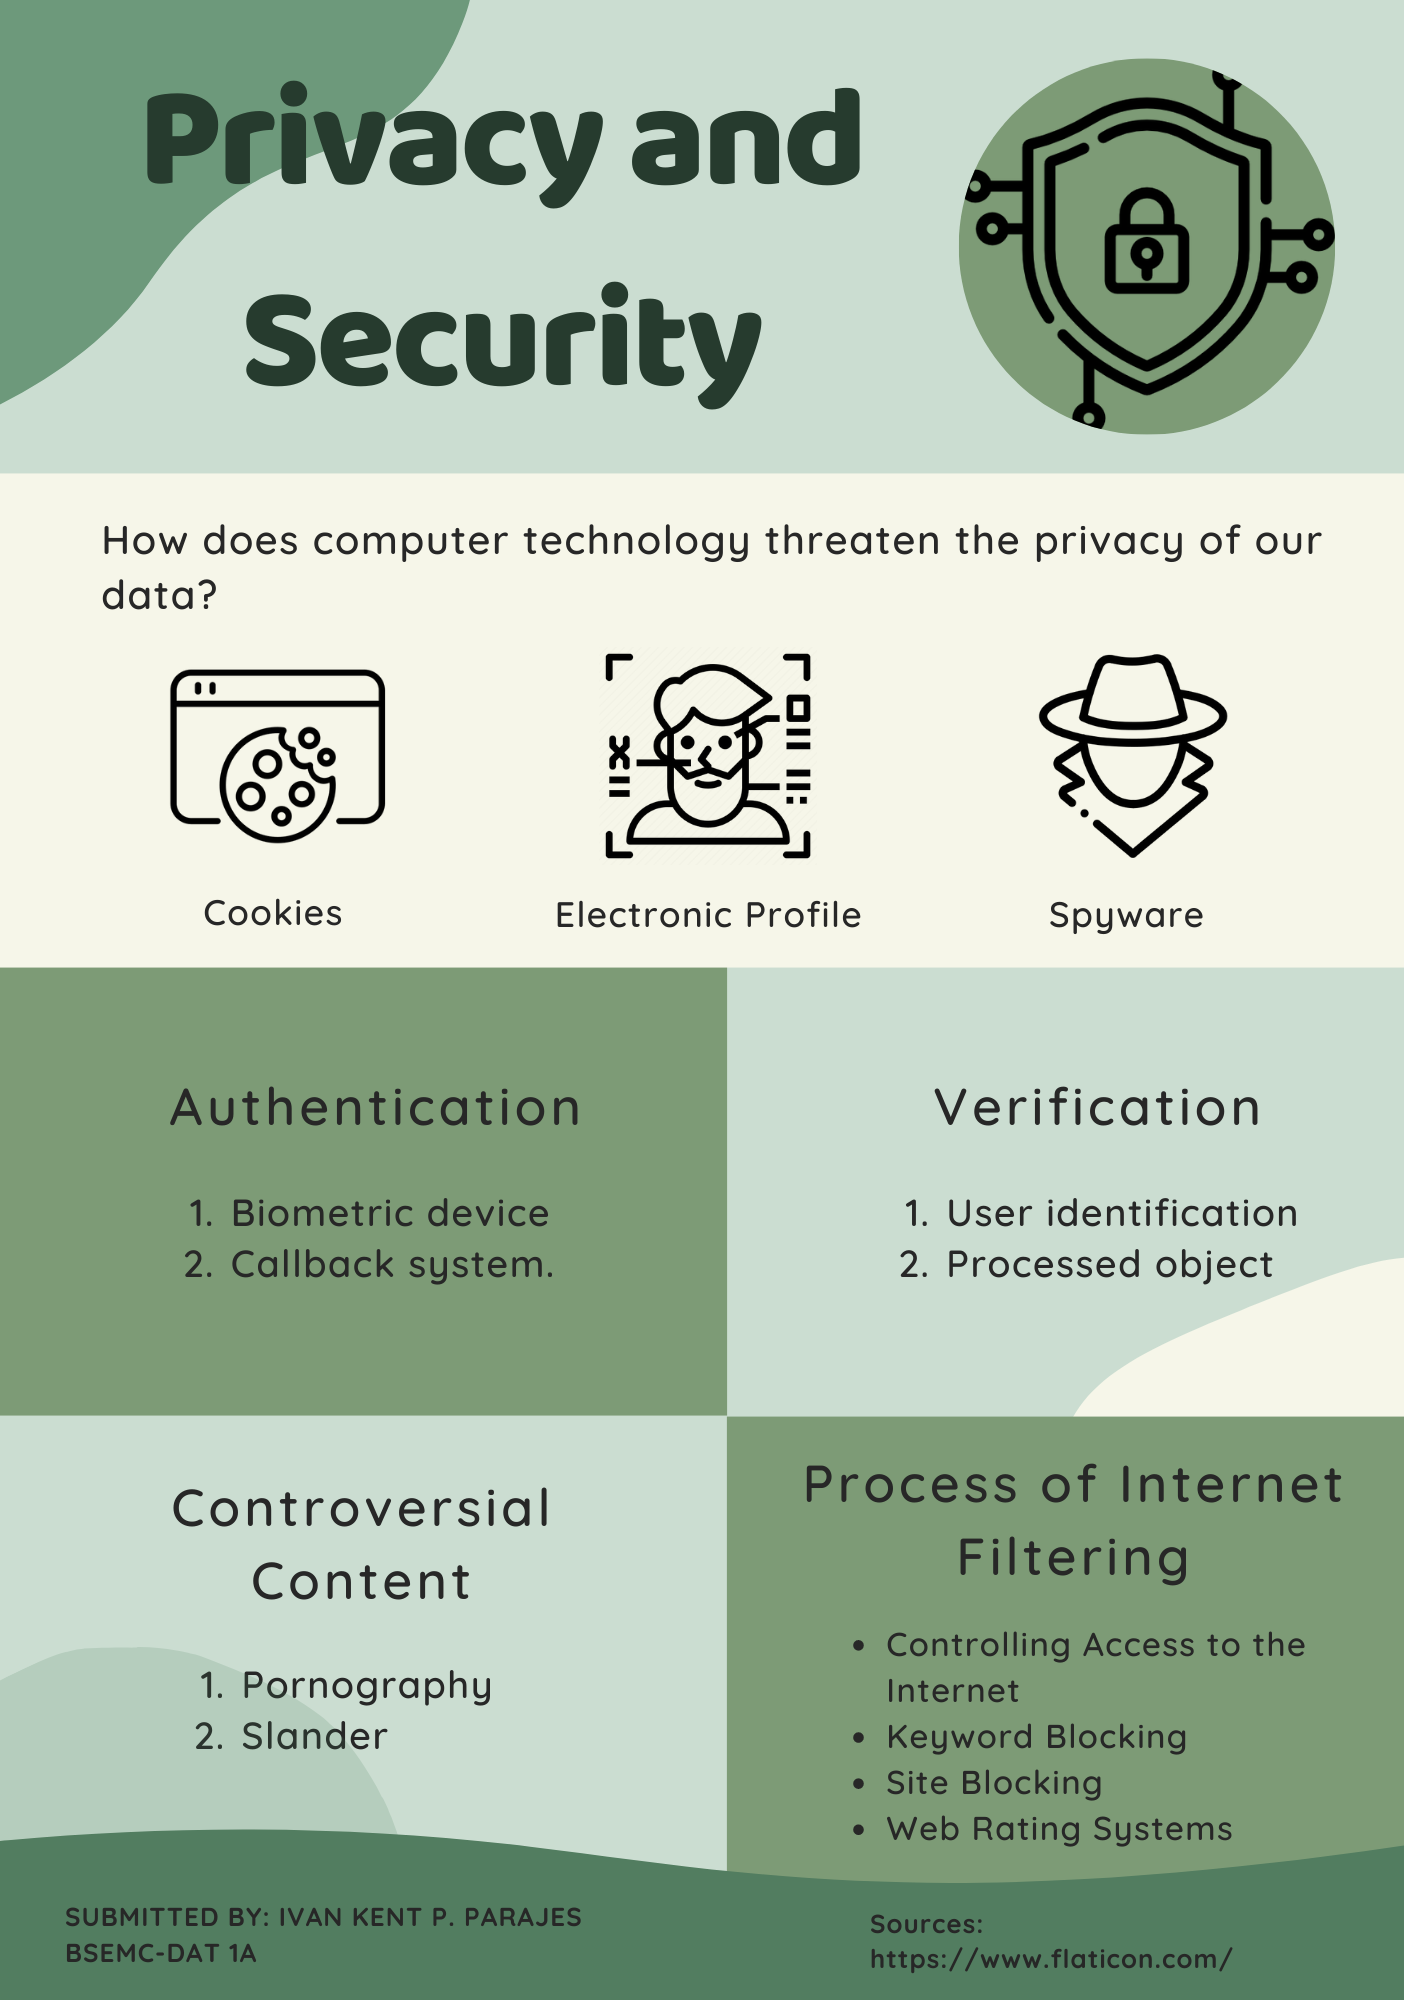 Privacy and
Security
How does computer technology threaten the privacy of our
data?
Cookies
Electronic Profile
Spyware
Authentication
1. Biometric device
2. Callback system.
Verification
1. User identification
2. Processed object
Controversial
Content
1. Pornography
2. Slander
Process of Internet
Filtering
• Controlling Access to the
Internet
• Keyword Blocking
• Site Blocking
• Web Rating Systems
SUBMITTED BY: IVAN KENT P. PARAJES
BSEMC-DAT 1A
Sources:
https://www.flaticon.com/